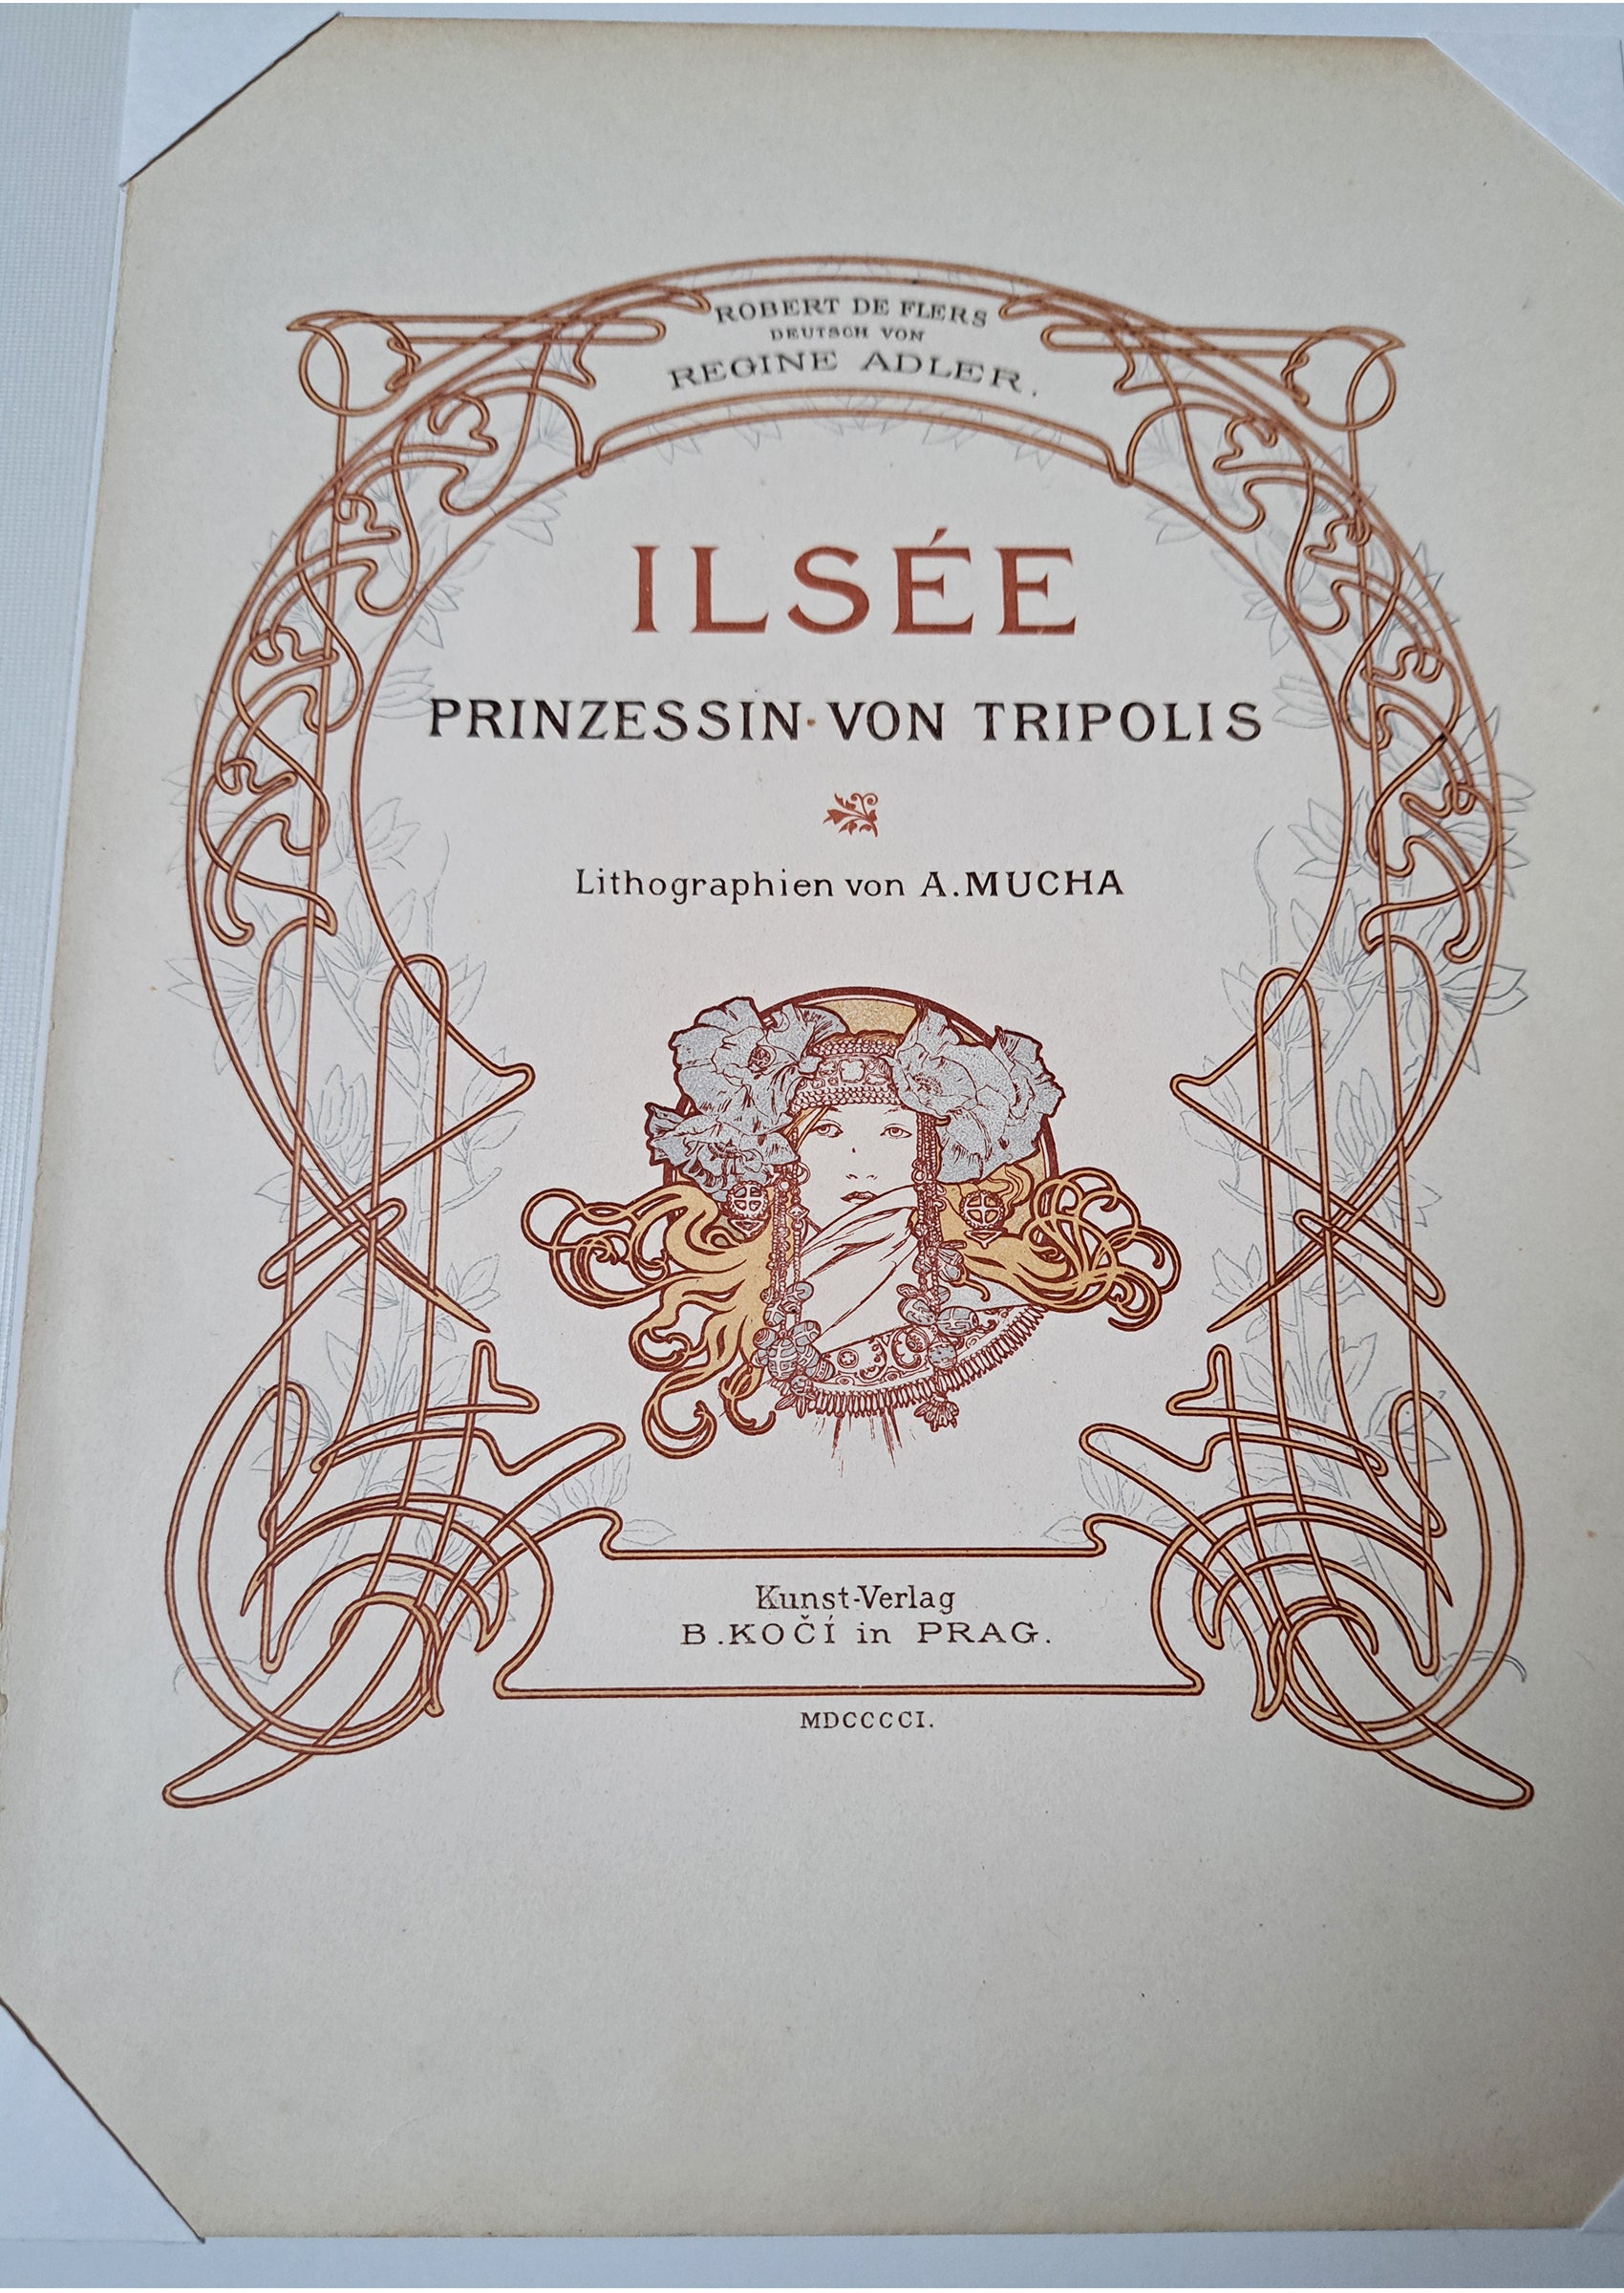 ROBERT DE FLERS
DEUTSCH VON
REGINE ADLER.
ILSÉE
PRINZESSIN·VON TRIPOLIS
Lithographien von A.MUCHA
Kunst-Verlag
B.KOČÍ in PRAG.
MDCCCCI.